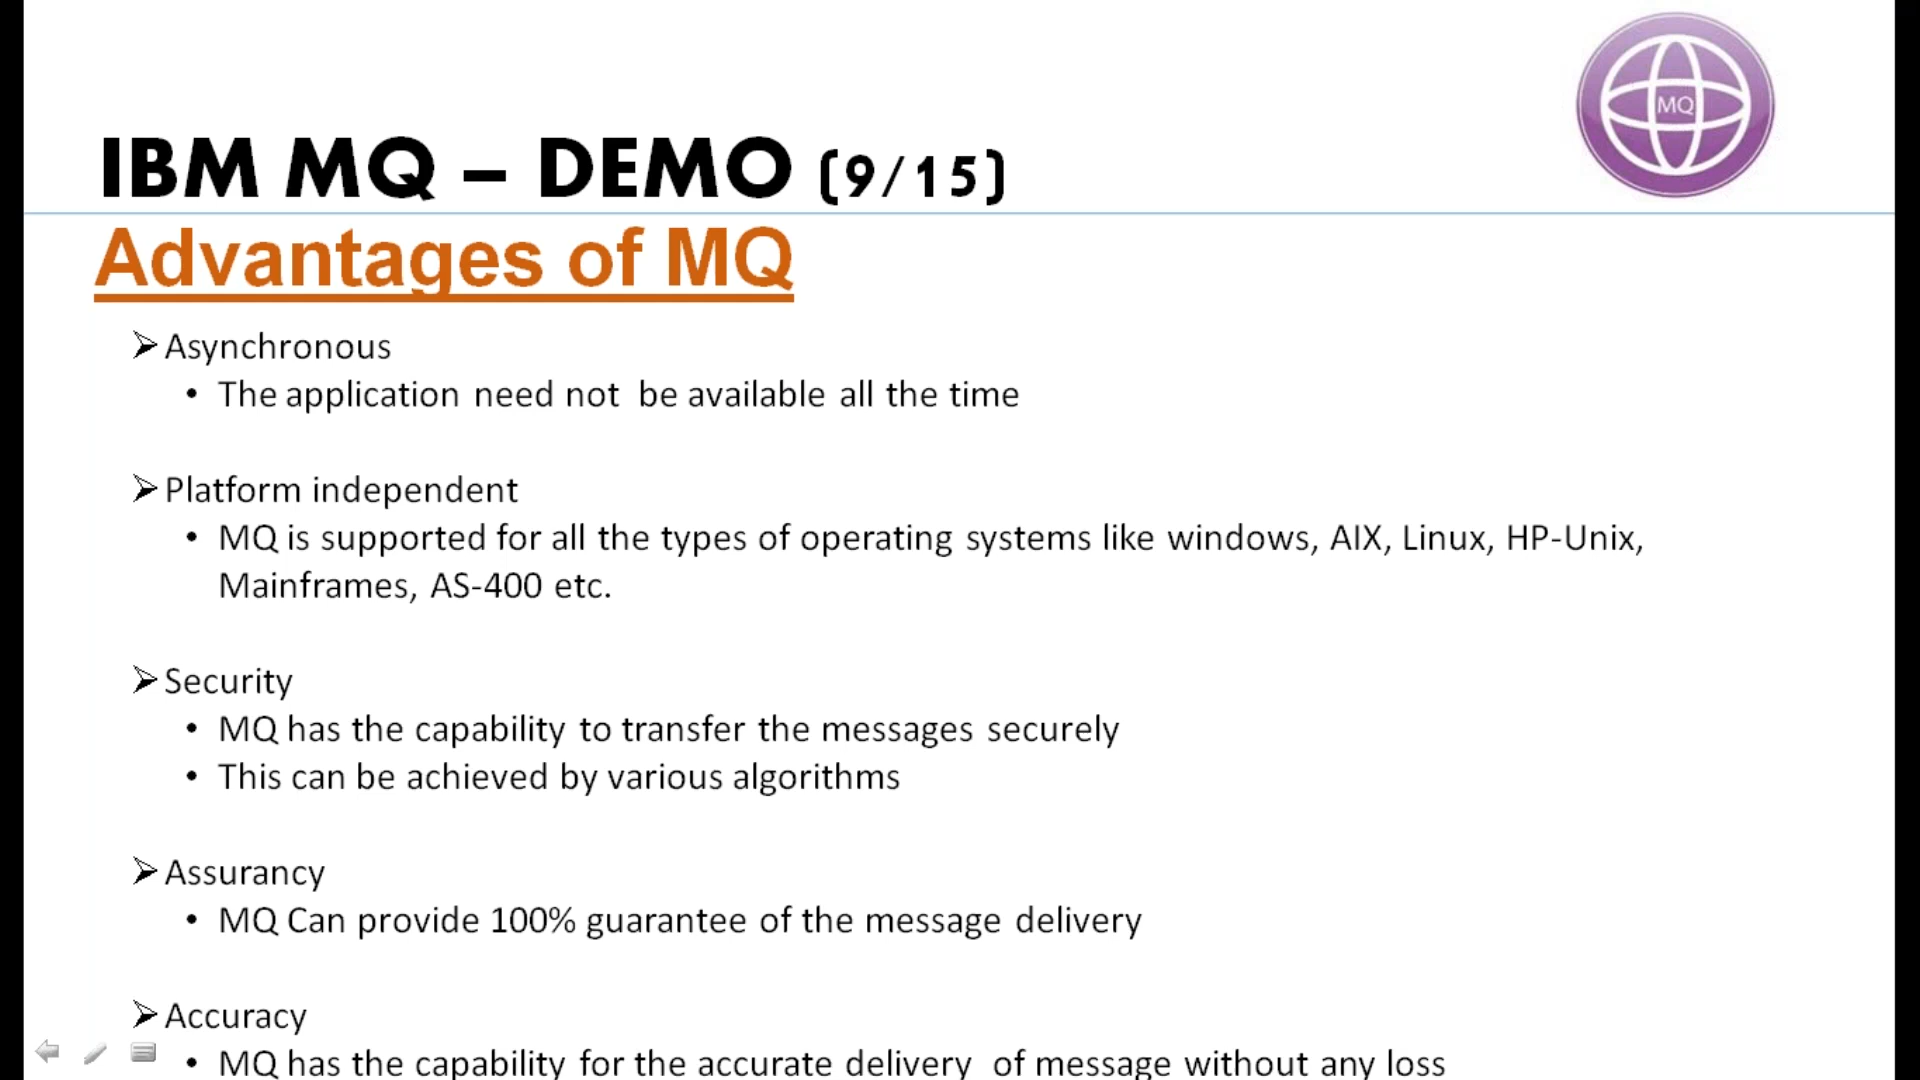 MQ
IBM MQ – DEMO (9/15)
Advantages of MQ
➢Asynchronous
• The application need not be available all the time
➢Platform independent
• MQ is supported for all the types of operating systems like windows, AIX, Linux, HP-Unix,
Mainframes, AS-400 etc.
➢Security
• MQ has the capability to transfer the messages securely
• This can be achieved by various algorithms
➢Assurancy
• MQ Can provide 100% guarantee of the message delivery
➢Accuracy
• MQ has the capability for the accurate delivery of message without any loss